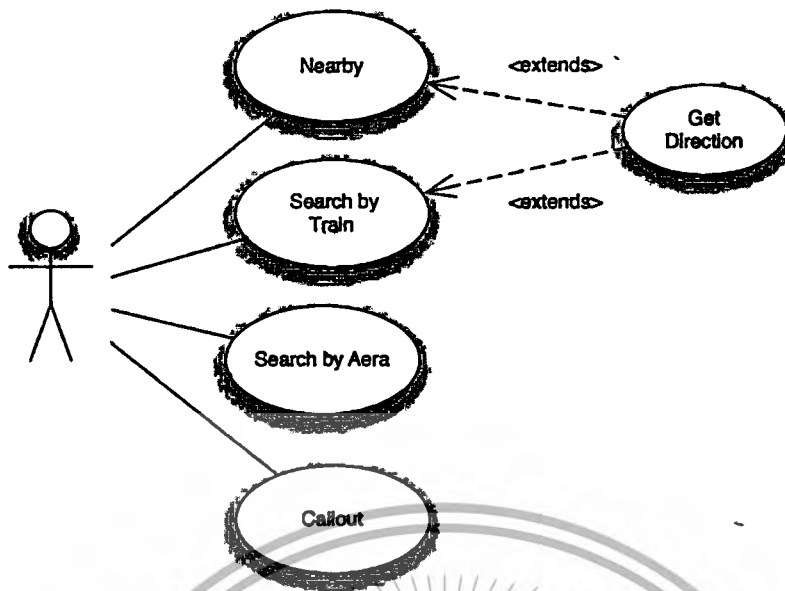 Nearby
<extends>
Get
Direction
Search by
Train
<extends>
Search by Aera
Callout